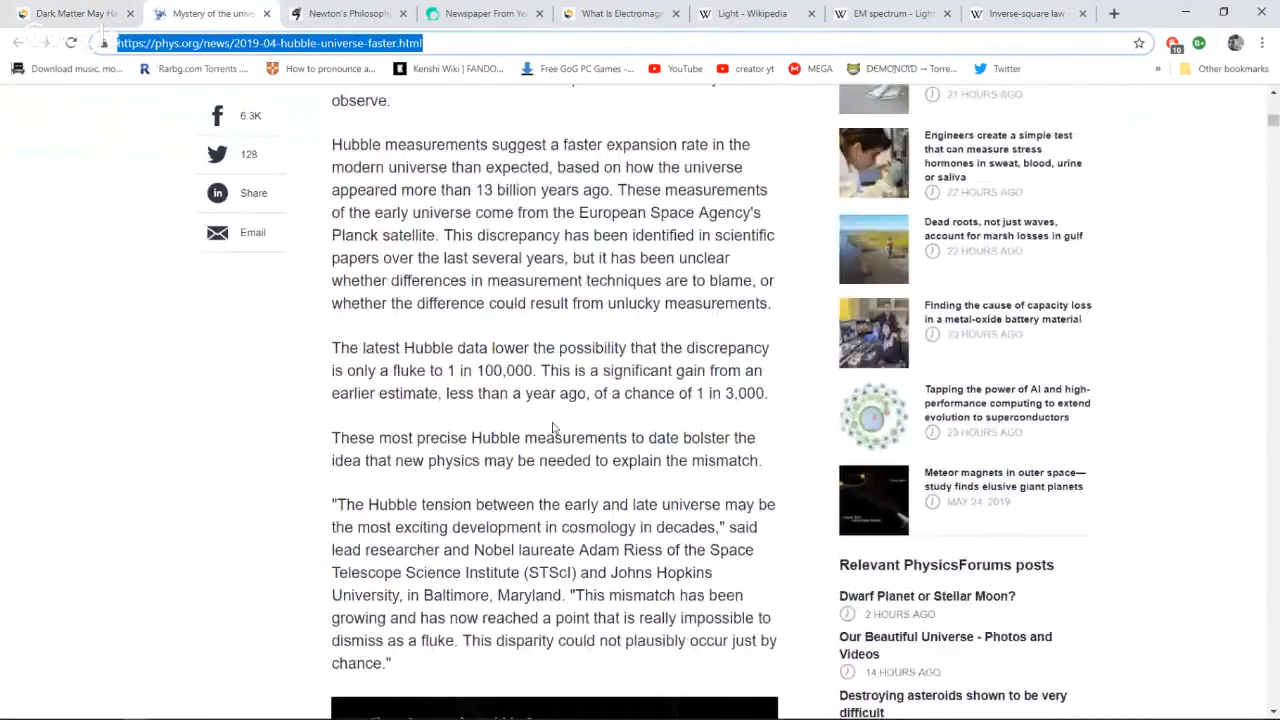 Dark Matter May Ha
Mystery of the unive
Newton's Philosoph
Newspaper From Ye
What Is Electromag
Light - Wikipedia
EM spectrum - Ligh
Inverse-square law -
https://phys.org/news/2019-04-hubble-universe-faster.html
10
Download music, mo...
Rarbg.com Torrents ,...
How to pronounce a...
Kenshi Wiki | FANDO...
Free GoG PC Games -...
YouTube
creator yt
MEGA
Torre...
Twitter
»
Other bookmarks
6.3K
128
Share
Email
observe.
Hubble measurements suggest a faster expansion rate in the
modern universe than expected, based on how the universe
appeared more than 13 billion years ago. These measurements
of the early universe come from the European Space Agency's
Planck satellite. This discrepancy has been identified in scientific
papers over the last several years, but it has been unclear
whether differences in measurement techniques are to blame, or
whether the difference could result from unlucky measurements.
The latest Hubble data lower the possibility that the discrepancy
is only a fluke to 1 in 100,000. This is a significant gain from an
earlier estimate, less than a year ago, of a chance of 1 in 3,000.
These most precise Hubble measurements to date bolster the
idea that new physics may be needed to explain the mismatch.
"The Hubble tension between the early and late universe may be
the most exciting development in cosmology in decades," said
lead researcher and Nobel laureate Adam Riess of the Space
Telescope Science Institute (STScI) and Johns Hopkins
University, in Baltimore, Maryland. "This mismatch has been
growing and has now reached a point that is really impossible to
dismiss as a fluke. This disparity could not plausibly occur just by
chance."
21 HOURS AGO
Engineers create a simple test
that can measure stress
hormones in sweat, blood, urine
or saliva
22 HOURS AGO
Dead roots, not just waves,
account for marsh losses in gulf
22 HOURS AGO
Finding the cause of capacity loss
in a metal-oxide battery material
23 HOURS AGO
Tapping the power of AI and high-
performance computing to extend
evolution to superconductors
23 HOURS AGO
Meteor magnets in outer space—
study finds elusive giant planets
MAY 24, 2019
Relevant PhysicsForums posts
Dwarf Planet or Stellar Moon?
2 HOURS AGO
Our Beautiful Universe - Photos and
Videos
14 HOURS AGO
Destroying asteroids shown to be very
difficult